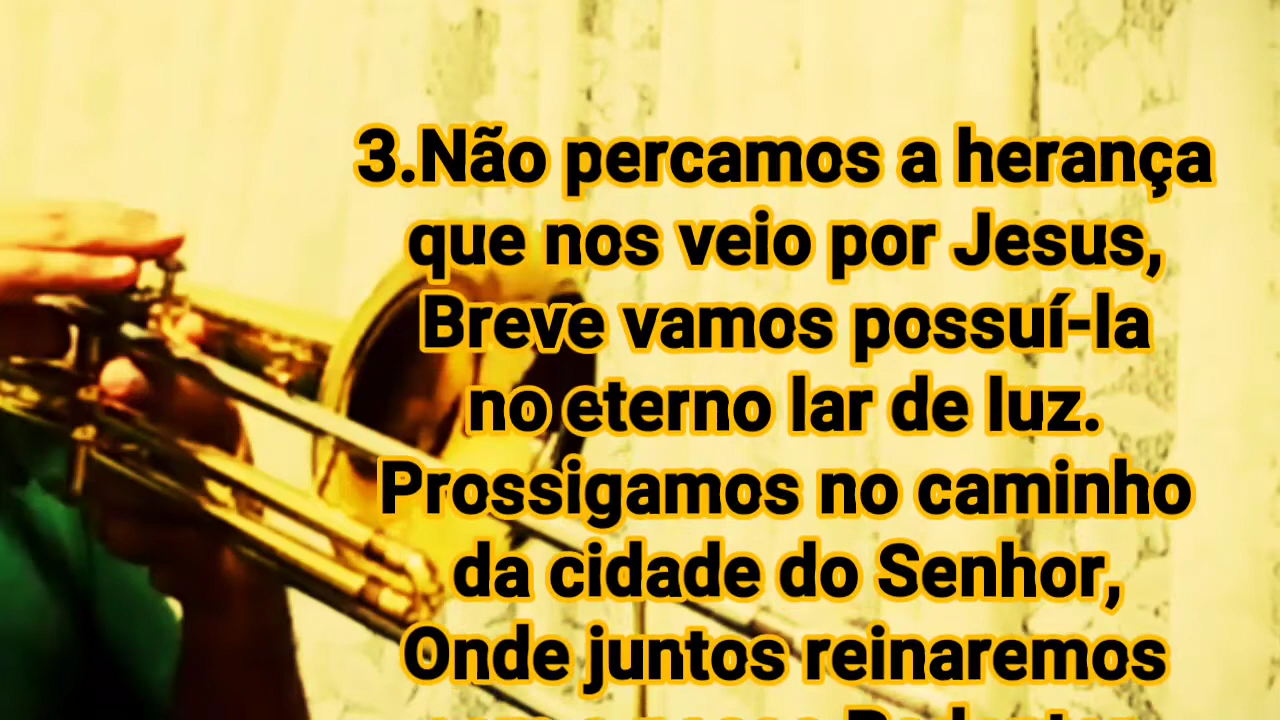 3.Não percamos a herança
que nos veio por Jesus,
Breve vamos possuí-la
no eterno lar de luz.
Prossigamos no caminho
da cidade do Senhor,
Onde juntos reinaremos